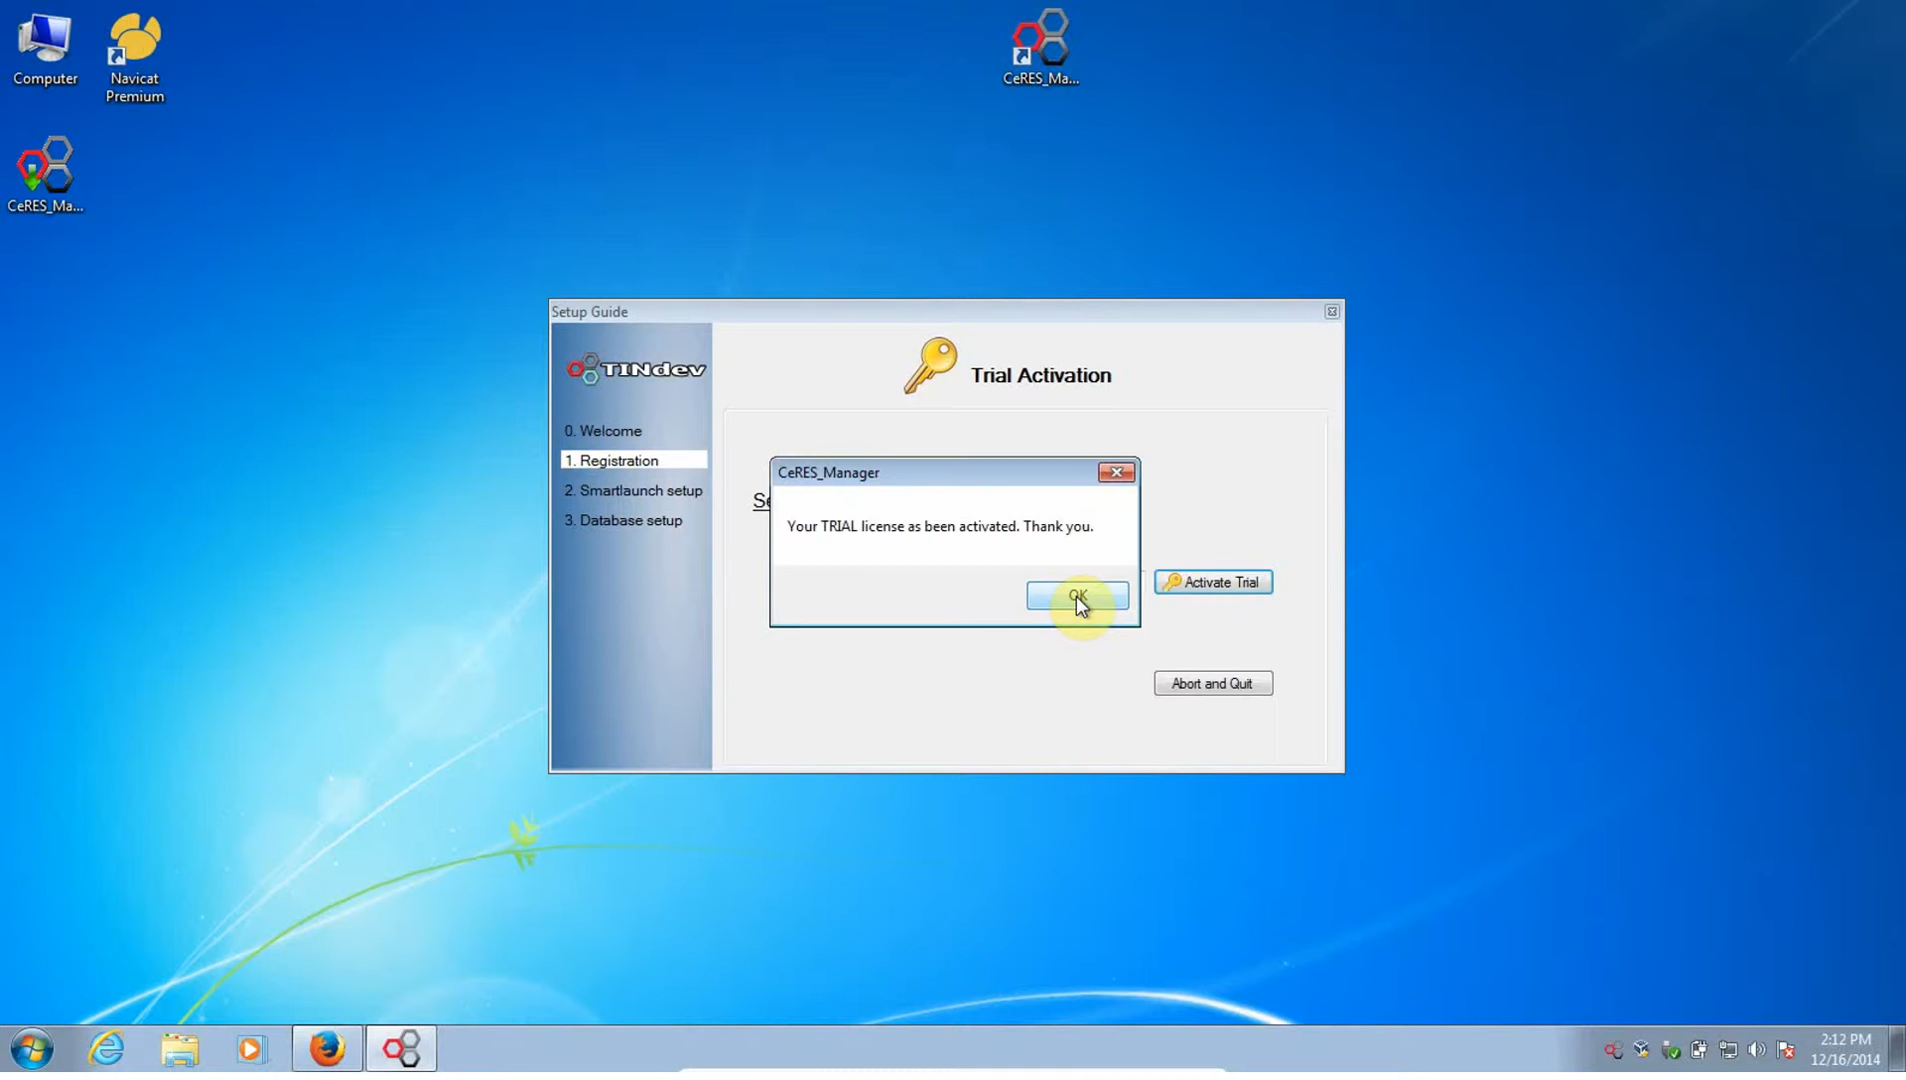 Computer
Navicat
Premium
CeRES_Ma...
CeRES_Ma...
Setup Guide
TINdev
Trial Activation
0. Welcome
1. Registration
2. Smartlaunch setup
3. Database setup
CeRES_Manager
Your TRIAL license as been activated. Thank you.
OK
Activate Trial
Abort and Quit
2:12 PM
12/16/2014